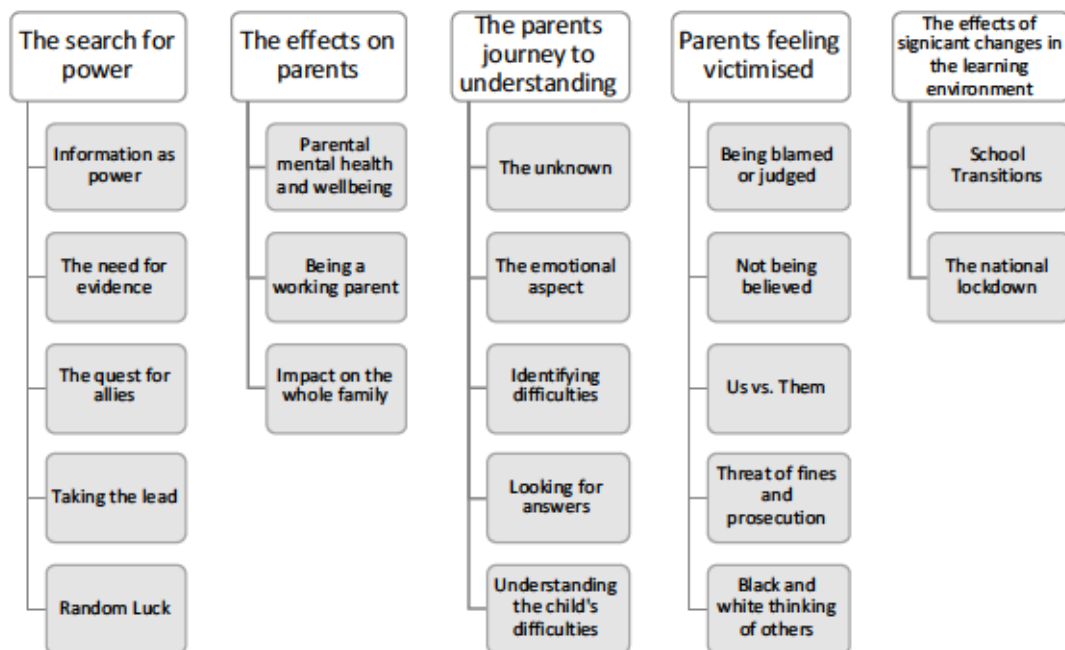 The search for
power
Information as
power
The need for
evidence
The quest for
allies
Taking the lead
Random Luck
The effects on
parents
Parental
mental health
and wellbeing
Being a
working parent
Impact on the
whole family
The parents
journey to
understanding
The unknown
The emotional
aspect
Identifying
difficulties
Looking for
answers
Understanding
the child's
difficulties
Parents feeling
victimised
Being blamed
or judged
Not being
believed
Us vs. Them
Threat of fines
and
prosecution
Black and
white thinking
of others
The effects of
signicant changes in
the learning
environment
School
Transitions
The national
lockdown